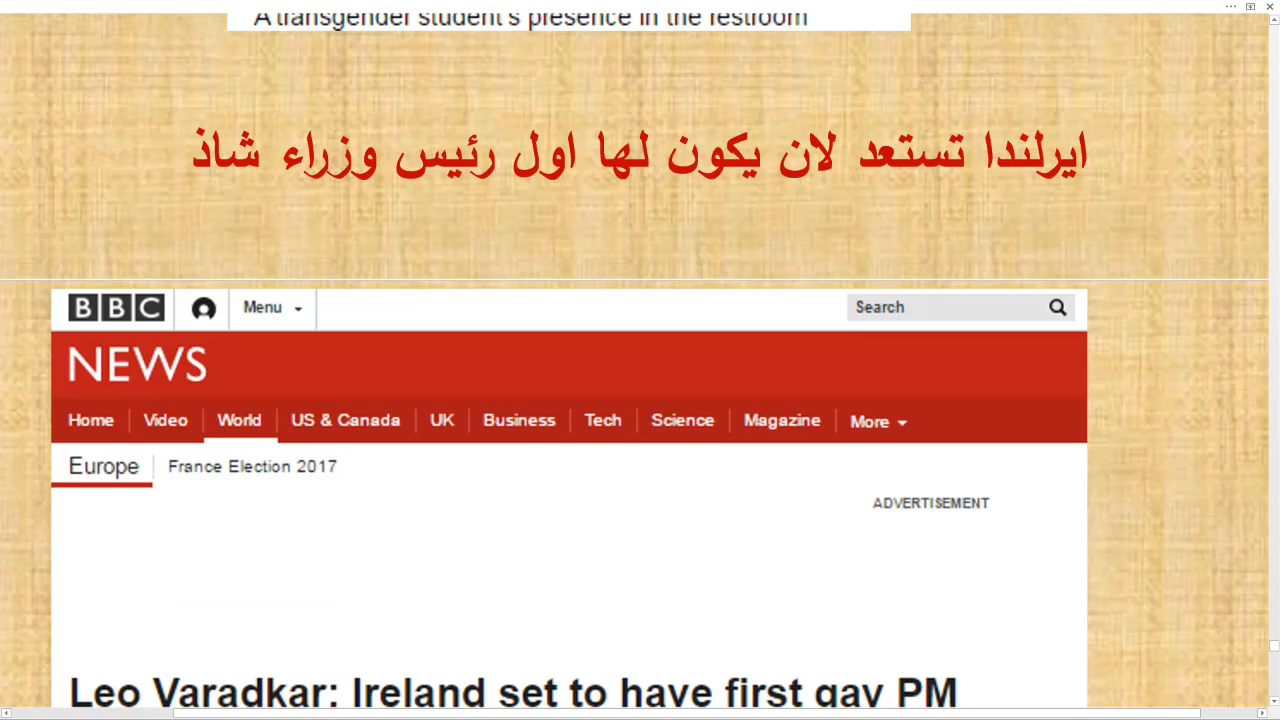 A transgender student's presence in the restroom
ايرلندا تستعد لان يكون لها اول رئيس وزراء شاذ
BBC Menu Search
NEWS
Home Video World US & Canada UK Business Tech Science Magazine More
Europe France Election 2017
ADVERTISEMENT
Leo Varadkar: Ireland set to have first gay PM